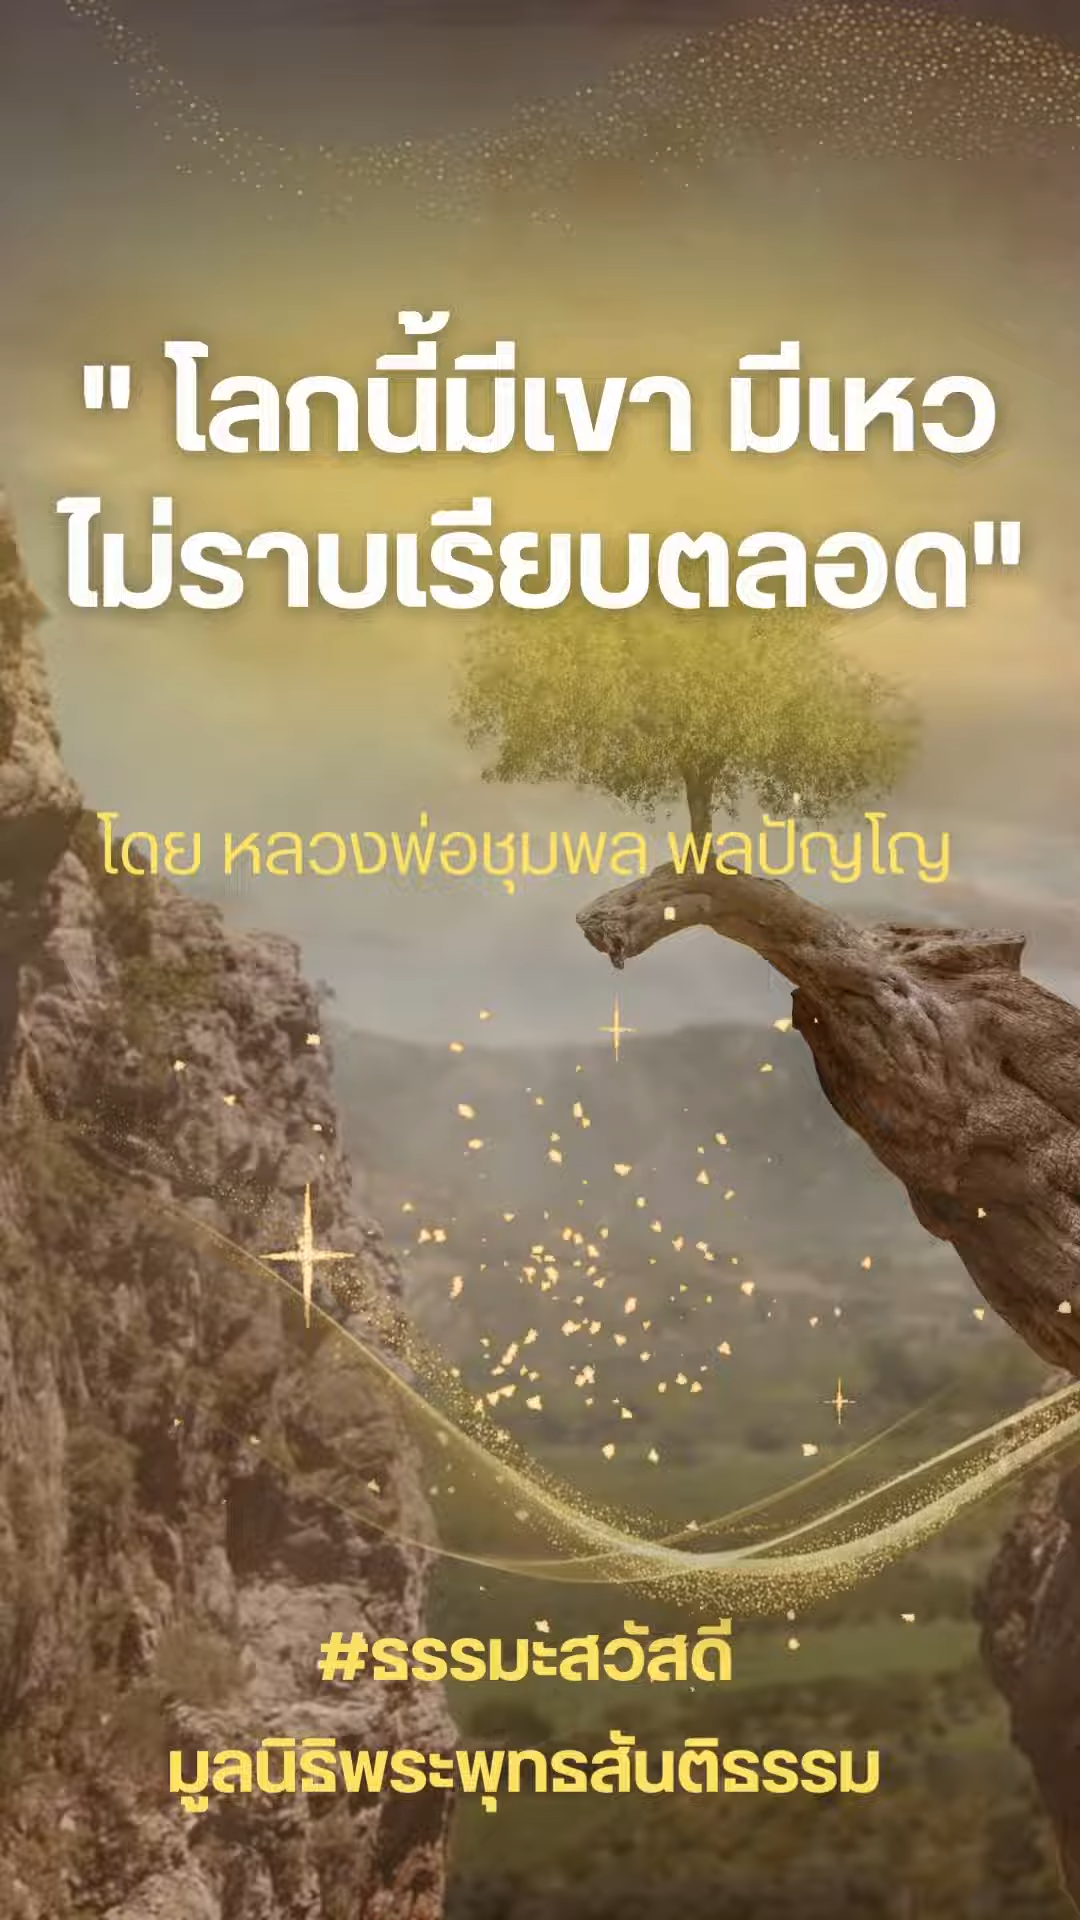 " โลกนี้มีเขา มีเหว
ไม่ราบเรียบตลอด"
โดย หลวงพ่อชุมพล พลปัญโญ
#ธรรมะสวัสดี
มูลนิธิพระพุทธสันติธรรม